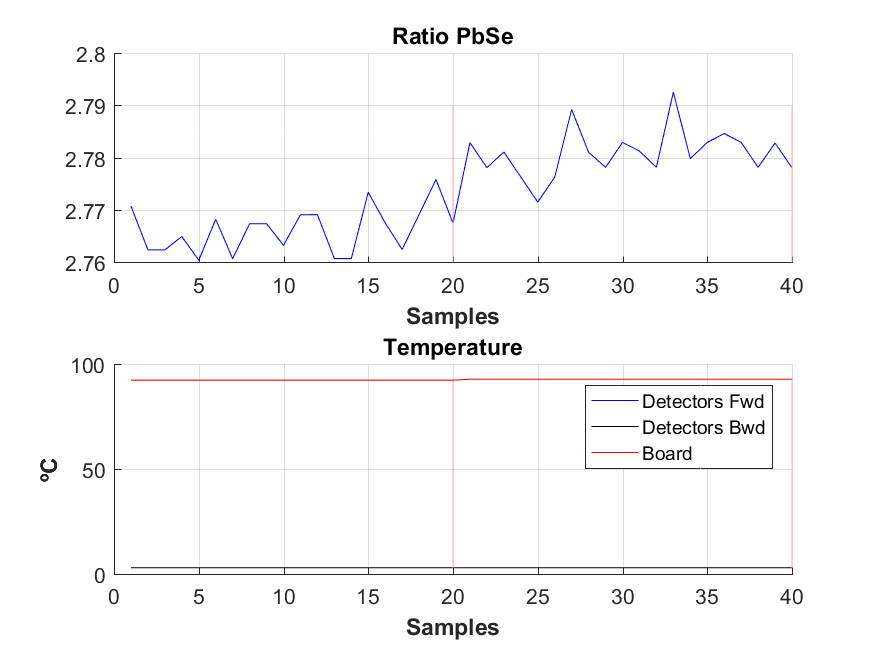 Ratio PbSe
2.8
2.79
2.78
2.77
2.76
0 5 10 15 20 25 30 35 40
Samples
Temperature
100
50
0
ºC
Detectors Fwd
Detectors Bwd
Board
0 5 10 15 20 25 30 35 40
Samples